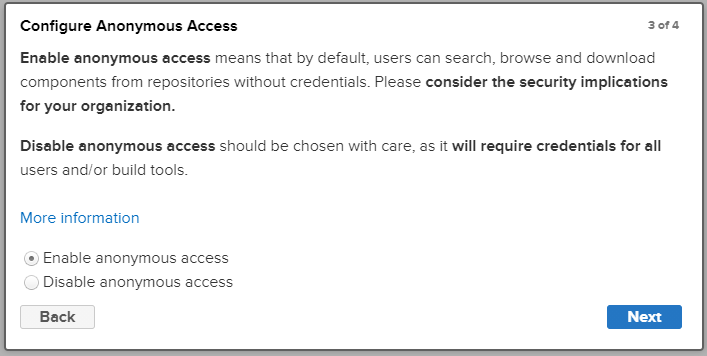 Configure Anonymous Access
3 of 4
Enable anonymous access means that by default, users can search, browse and download
components from repositories without credentials. Please consider the security implications
for your organization.
Disable anonymous access should be chosen with care, as it will require credentials for all
users and/or build tools.
More information
Enable anonymous access
Disable anonymous access
Back
Next